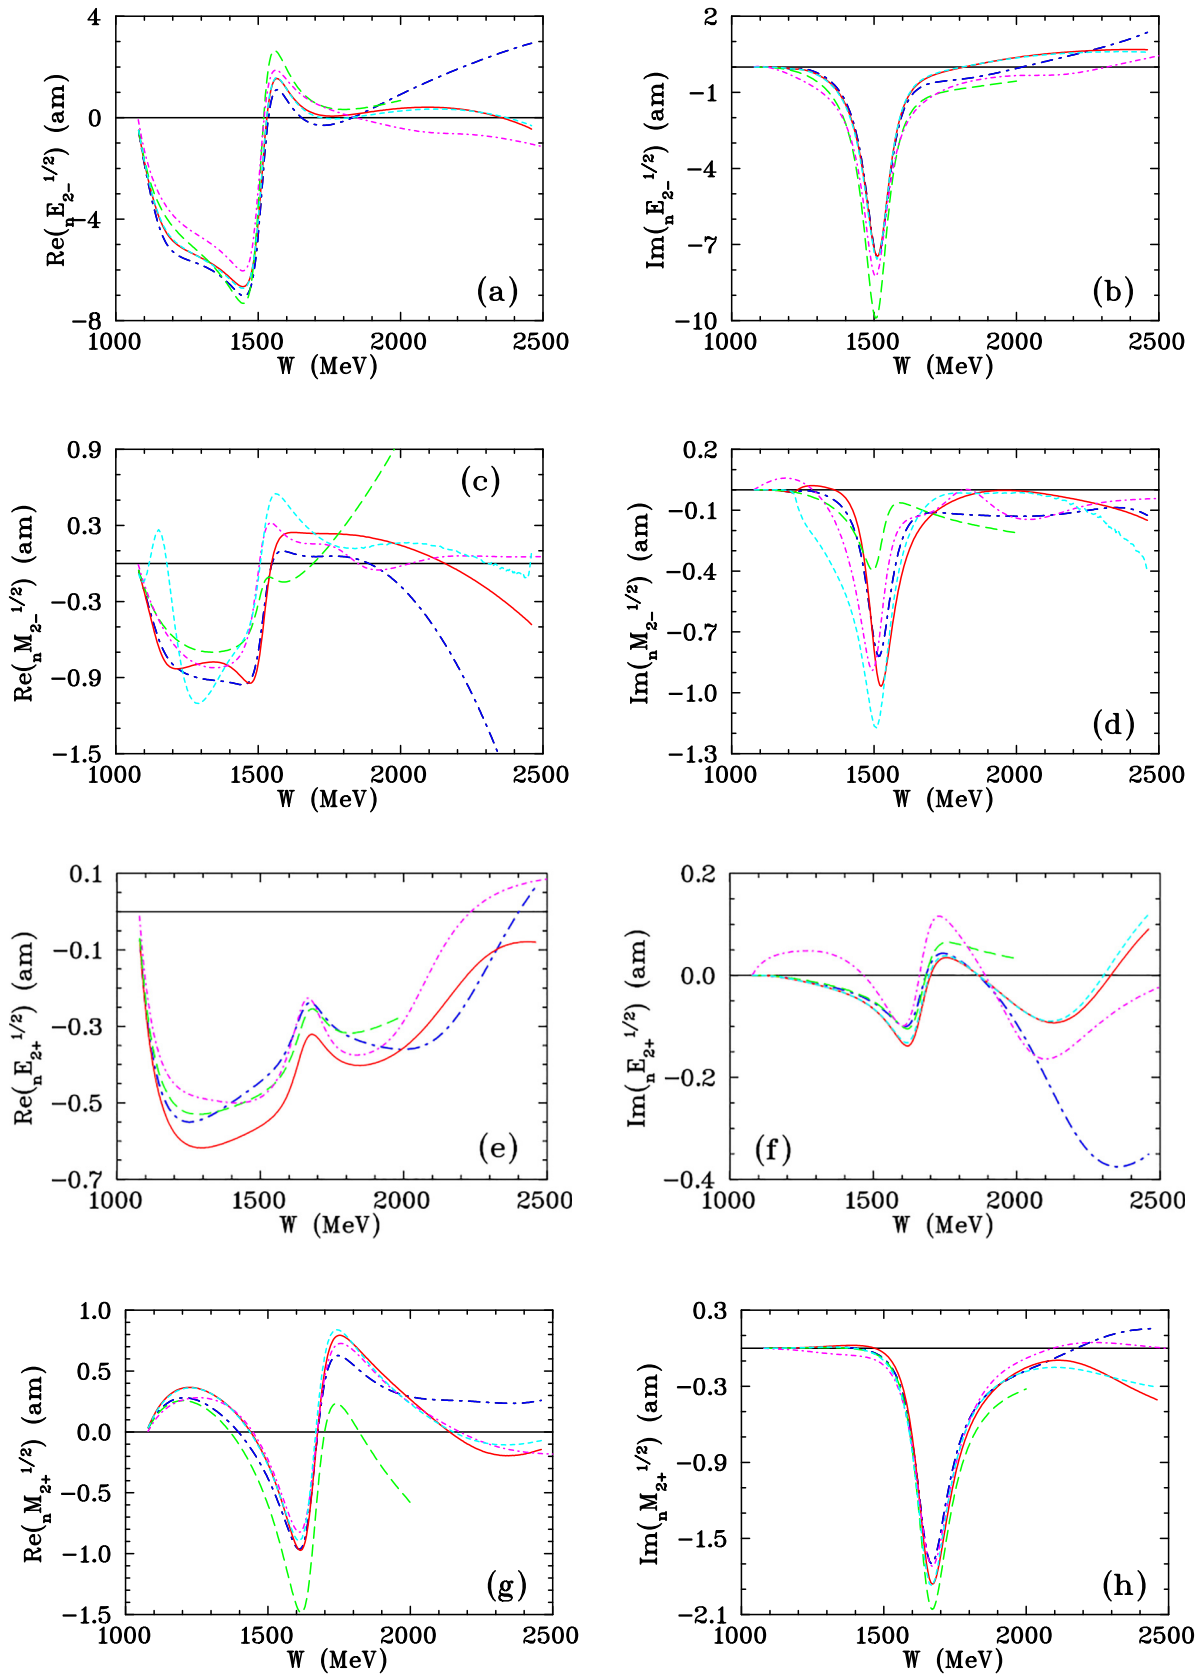 4
0
−4
−8
Re(nE2−1/2) (am)
(a)
1000 1500 2000 2500
W (MeV)
2
−1
−4
−7
−10
Im(nE2−1/2) (am)
(b)
1000 1500 2000 2500
W (MeV)
0.9
0.3
−0.3
−0.9
−1.5
Re(nM2−1/2) (am)
(c)
1000 1500 2000 2500
W (MeV)
0.2
−0.1
−0.4
−0.7
−1.0
−1.3
Im(nM2−1/2) (am)
(d)
1000 1500 2000 2500
W (MeV)
0.1
−0.1
−0.3
−0.5
−0.7
Re(nE2+1/2) (am)
(e)
1000 1500 2000 2500
W (MeV)
0.2
0.0
−0.2
−0.4
Im(nE2+1/2) (am)
(f)
1000 1500 2000 2500
W (MeV)
1.0
0.5
0.0
−0.5
−1.0
−1.5
Re(nM2+1/2) (am)
(g)
1000 1500 2000 2500
W (MeV)
0.3
−0.3
−0.9
−1.5
−2.1
Im(nM2+1/2) (am)
(h)
1000 1500 2000 2500
W (MeV)